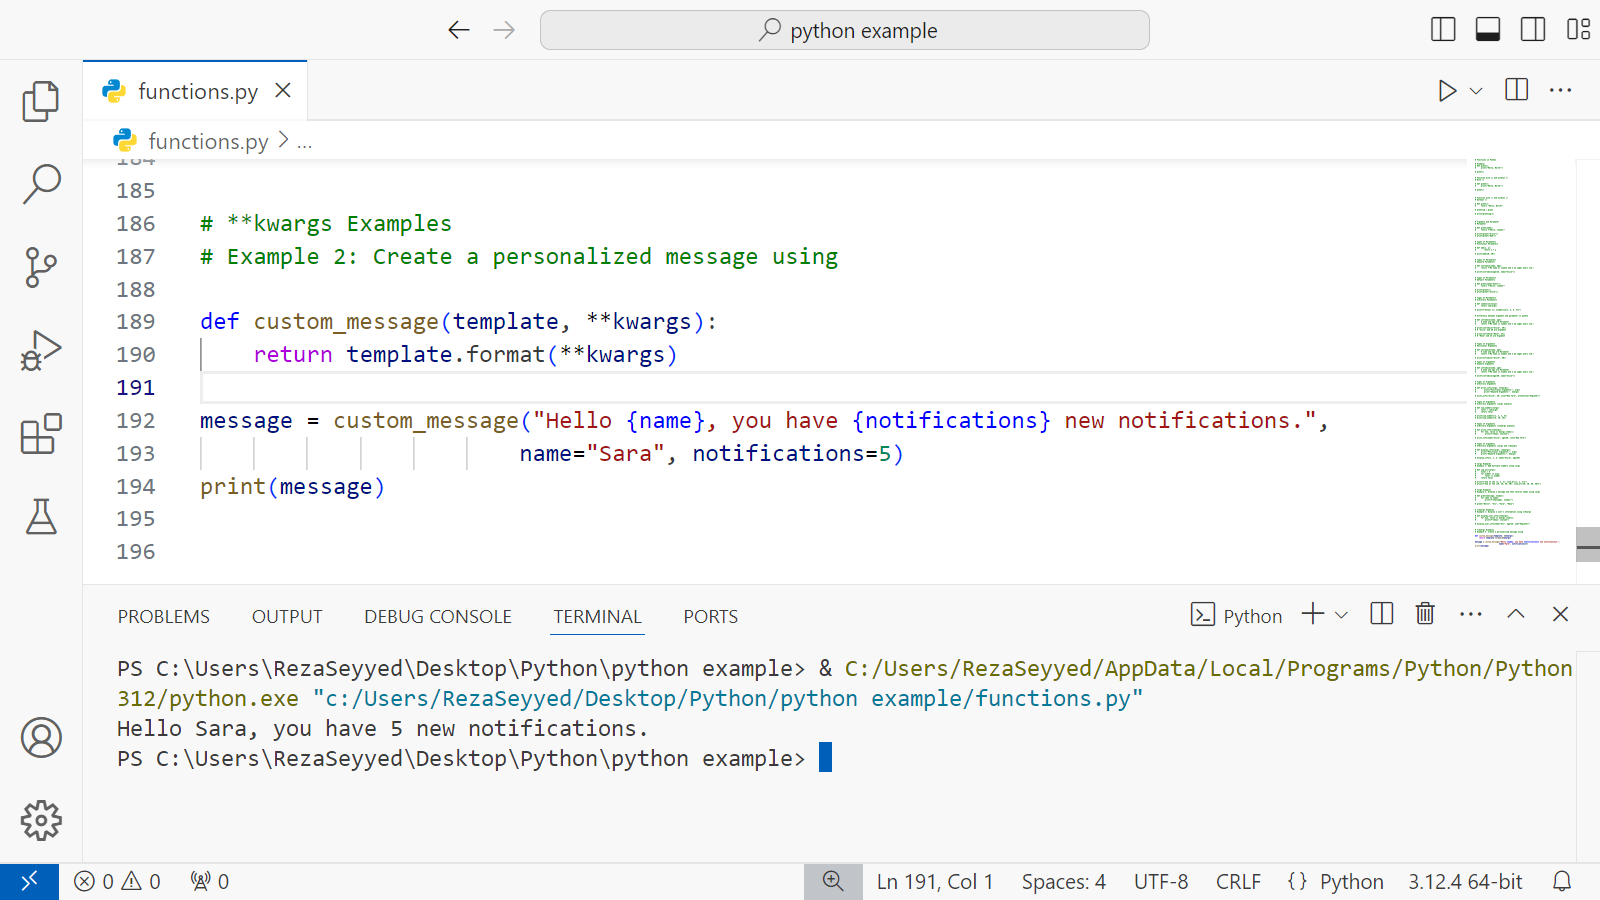 python example
functions.py
functions.py > ...
184
185
186 # **kwargs Examples
187 # Example 2: Create a personalized message using
188
189 def custom_message(template, **kwargs):
190     return template.format(**kwargs)
191
192 message = custom_message("Hello {name}, you have {notifications} new notifications.",
193                         name="Sara", notifications=5)
194 print(message)
195
196
PROBLEMS OUTPUT DEBUG CONSOLE TERMINAL PORTS Python
PS C:\Users\RezaSeyyed\Desktop\Python\python example> & C:/Users/RezaSeyyed/AppData/Local/Programs/Python/Python
312/python.exe "c:/Users/RezaSeyyed/Desktop/Python/python example/functions.py"
Hello Sara, you have 5 new notifications.
PS C:\Users\RezaSeyyed\Desktop\Python\python example>
0 0 0 Ln 191, Col 1 Spaces: 4 UTF-8 CRLF {} Python 3.12.4 64-bit